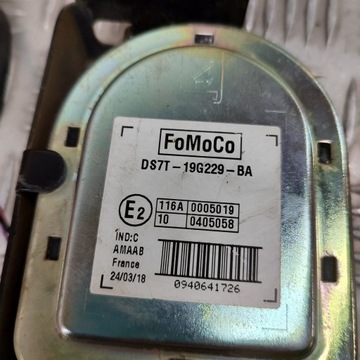 FoMoCo
DS7T-19G229-BA
E2
116A 0005019
10 0405058
IND:C
AMAAB
France
24/03/18
0940641726